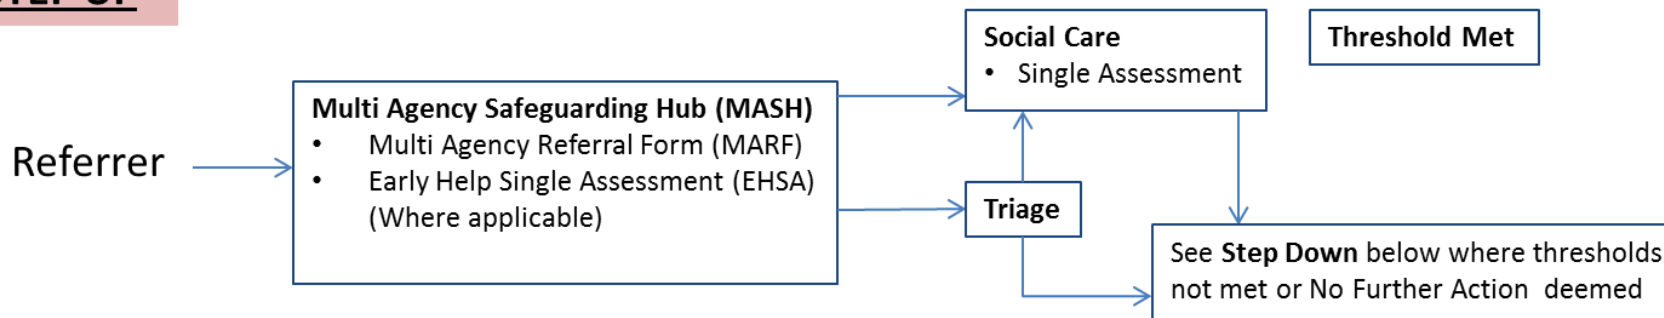 Social Care
• Single Assessment
Threshold Met
Multi Agency Safeguarding Hub (MASH)
• Multi Agency Referral Form (MARF)
• Early Help Single Assessment (EHSA)
(Where applicable)
Referrer
Triage
See Step Down below where thresholds
not met or No Further Action deemed